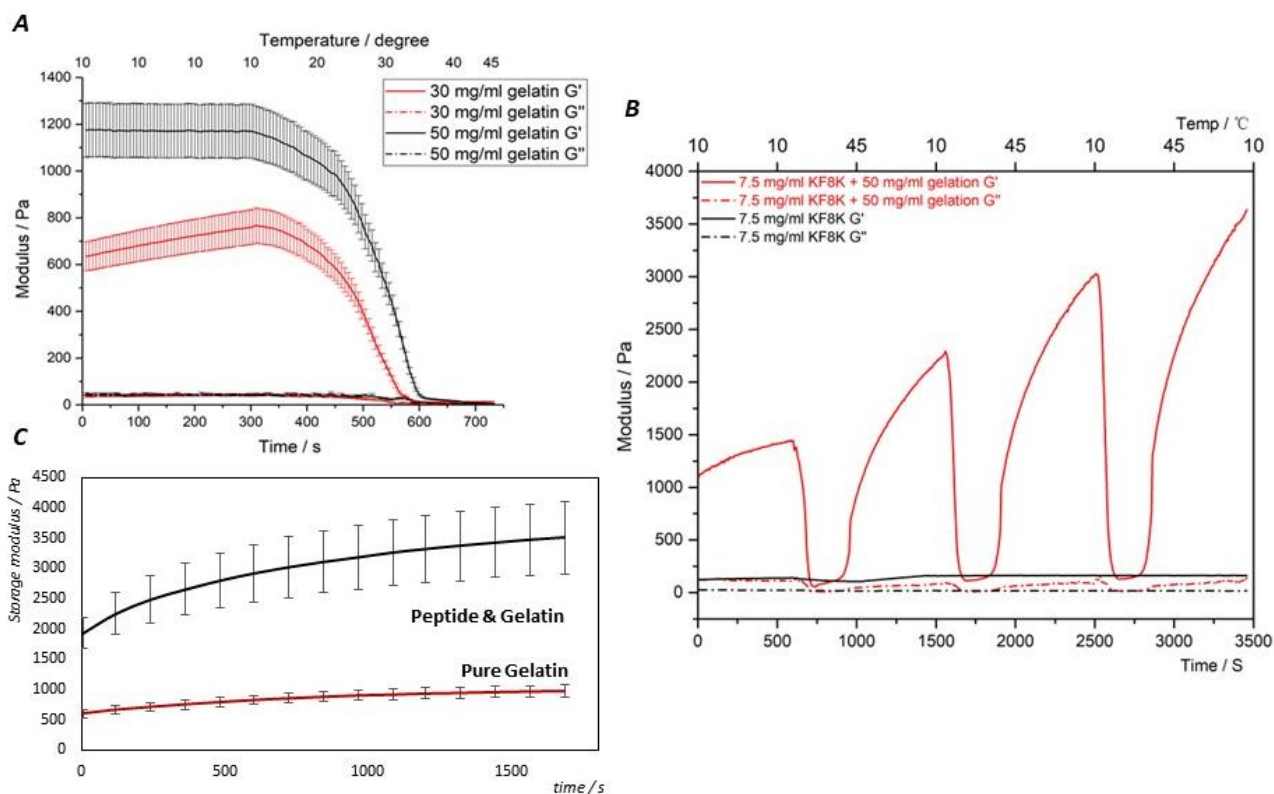 A
Temperature / degree
10 10 10 10 20 30 40 45
1400
1200
1000
800
600
400
200
0
Modulus / Pa
30 mg/ml gelatin G'
30 mg/ml gelatin G"
50 mg/ml gelatin G'
50 mg/ml gelatin G"
0 100 200 300 400 500 600 700
Time / s
B
Temp / ℃
10 10 45 10 10 45 10
4000
3500
3000
2500
2250
1500
1000
500
0
Modulus / Pa
7.5 mg/ml KF8K + 50 mg/ml gelation G'
7.5 mg/ml KF8K + 50 mg/ml gelation G"
7.5 mg/ml KF8K G'
7.5 mg/ml KF8K G"
0 500 1000 1500 2000 2500 3000 3500
Time / S
C
4500
4000
3500
3000
2500
2000
1500
1000
500
0
Storage modulus / Pa
Peptide & Gelatin
Pure Gelatin
0 500 1000 1500
time / s